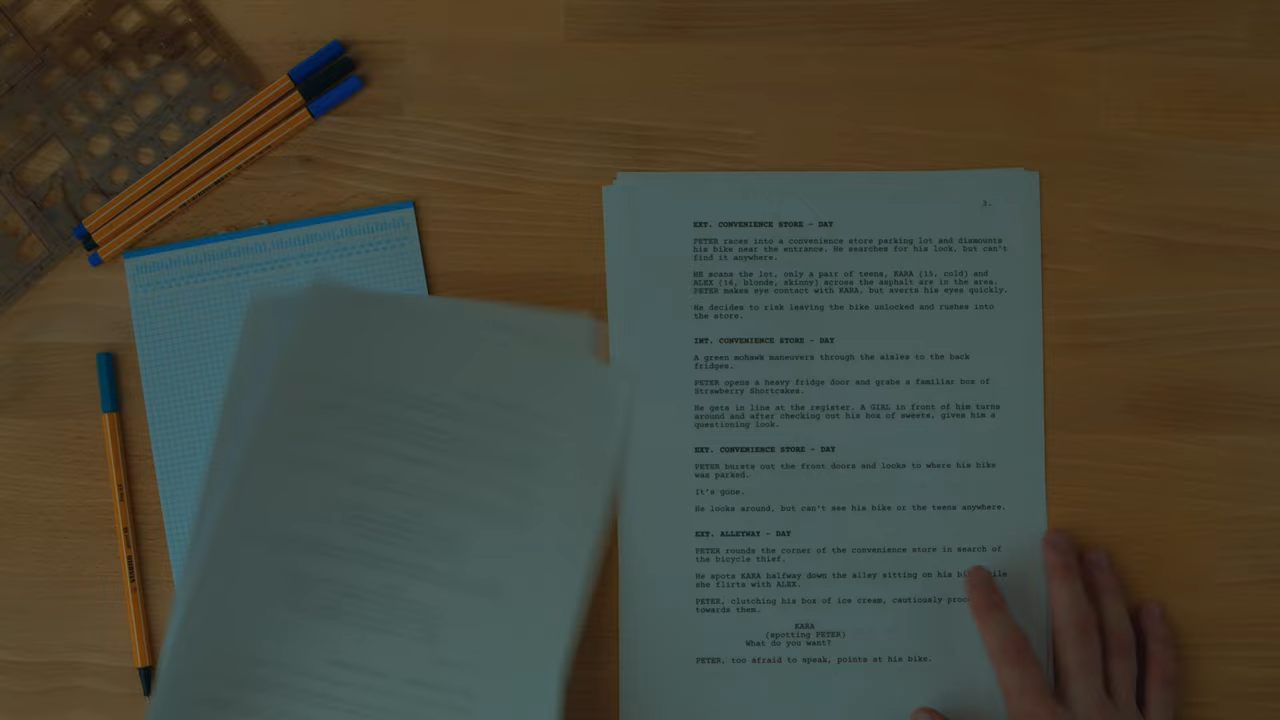 3.
EXT. CONVENIENCE STORE - DAY
PETER races into a convenience store parking lot and dismounts
his bike near the entrance. He searches for his lock, but can't
find it anywhere.
HE scans the lot, only a pair of teens, KARA (15, cold) and
ALEX (16, blonde, skinny) across the asphalt are in the area.
PETER makes eye contact with KARA, but averts his eyes quickly.
He decides to risk leaving the bike unlocked and rushes into
the store.
INT. CONVENIENCE STORE - DAY
A green mohawk maneuvers through the aisles to the back
fridges.
PETER opens a heavy fridge door and grabs a familiar box of
Strawberry Shortcakes.
He gets in line at the register. A GIRL in front of him turns
around and after checking out his box of sweets, gives him a
questioning look.
EXT. CONVENIENCE STORE - DAY
PETER bursts out the front doors and looks to where his bike
was parked.
It's gone.
He looks around, but can't see his bike or the teens anywhere.
EXT. ALLEYWAY - DAY
PETER rounds the corner of the convenience store in search of
the bicycle thief.
He spots KARA halfway down the alley sitting on his
she flirts with ALEX.
PETER, clutching his box of ice cream, cautiously
towards them.
KARA
(spotting PETER)
What do you want?
PETER, too afraid to speak, points at his bike.